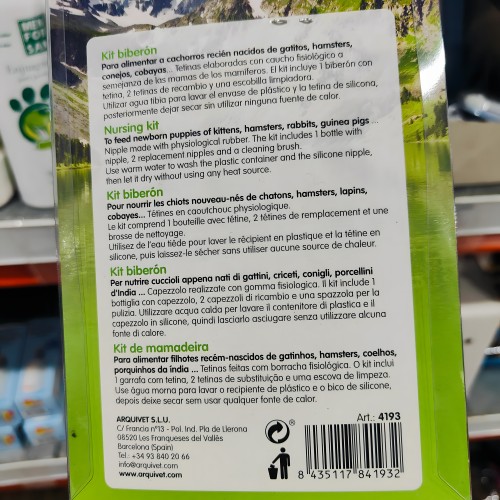 Kit biberón
Para alimentar a cachorros recién nacidos de gatitos, hamsters,
conejos, cobayas... Tetinas elaboradas con caucho fisiológico a
semejanza de las mamas de los mamíferos. El kit incluye 1 biberón con
tetina, 2 tetinas de recambio y una escobilla limpiadora.
Utilizar agua tibia para lavar el envase de plástico y la tetina de silicona,
posteriormente dejar secar sin utilizar ninguna fuente de calor.
Nursing kit
To feed newborn puppies of kittens, hamsters, rabbits, guinea pigs ...
Nipple made with physiological rubber. The kit includes 1 bottle with
nipple, 2 replacement nipples and a cleaning brush.
Use warm water to wash the plastic container and the silicone nipple,
then let it dry without using any heat source.
Kit biberón
Pour nourrir les chiots nouveau-nés de chatons, hamsters, lapins,
cobayes... Tétines en caoutchouc physiologique.
Le kit comprend 1 bouteille avec tétine, 2 tétines de remplacement et une
brosse de nettoyage.
Utilisez de l'eau tiède pour laver le récipient en plastique et la tétine en
silicone, puis laissez-le sécher sans utiliser aucune source de chaleur.
Kit biberón
Per nutrire cuccioli appena nati di gattini, criceti, conigli, porcellini
d'India ... Capezzolo realizzate con gomma fisiologica. Il kit include 1
bottiglia con capezzolo, 2 capezzoli di ricambio e una spazzola per la
pulizia. Utilizzare acqua calda per lavare il contenitore di plastica e il
capezzolo in silicone, quindi lasciarlo asciugare senza utilizzare alcuna
fonte di calore.
Kit de mamadeira
Para alimentar filhotes recém-nascidos de gatinhos, hamsters, coelhos,
porquinhos da índia ... Tetinas feitas com borracha fisiológica. O kit inclui
1 garrafa com tetina, 2 tetinas de substituição e uma escova de limpeza.
Use água morna para lavar o recipiente de plástico e o bico de silicone,
depois deixe secar sem usar qualquer fonte de calor.
ARQUIVET S.L.U.
C/ Francia nº13 - Pol. Ind. Pla de Llerona
08520 Les Franqueses del Vallès
Barcelona (Spain)
Tel.: +34 93 840 20 66
info@arquivet.com
www.arquivet.com
Art.: 4193
8 435117 841932